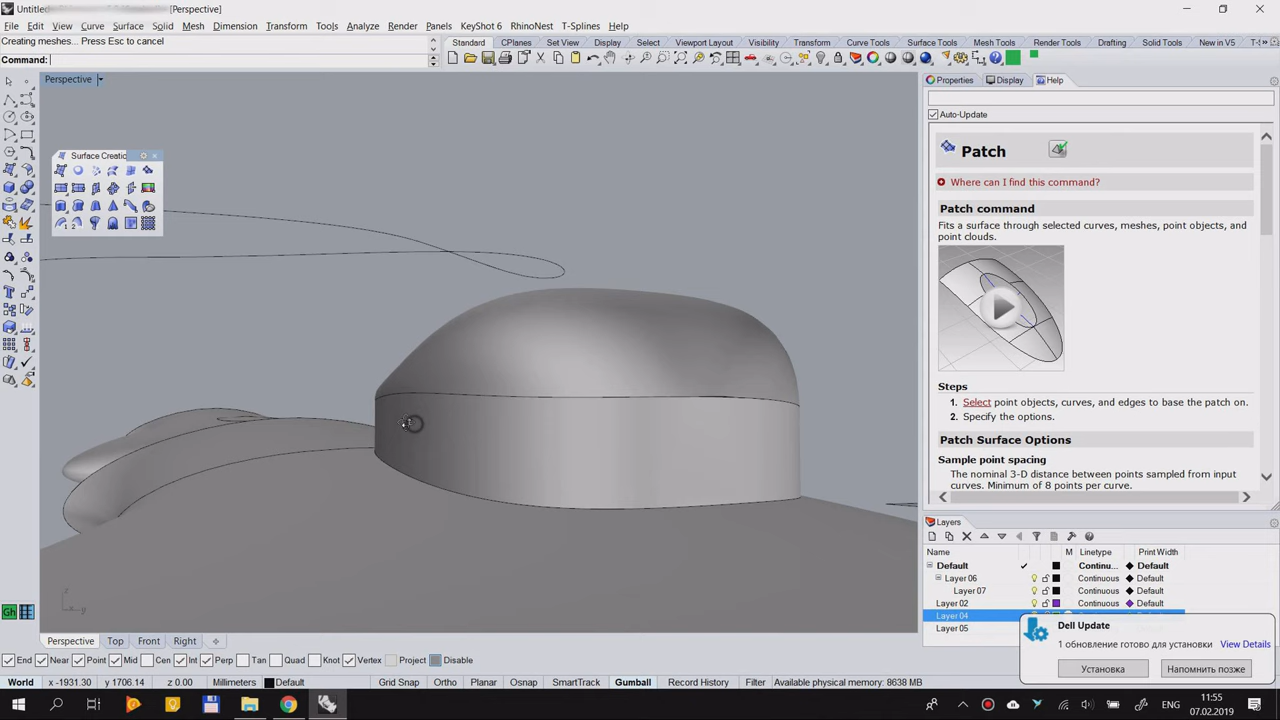 Untitled - [Perspective]
File Edit View Curve Surface Solid Mesh Dimension Transform Tools Analyze Render Panels KeyShot 6 RhinoNest T-Splines Help
Creating meshes... Press Esc to cancel
Command:
Standard CPlanes Set View Display Select Viewport Layout Visibility Transform Curve Tools Surface Tools Mesh Tools Render Tools Drafting Solid Tools New in V5
Perspective
Properties Display Help
Auto-Update
Surface Creatio
Patch
Where can I find this command?
Patch command
Fits a surface through selected curves, meshes, point objects, and
point clouds.
Steps
1. Select point objects, curves, and edges to base the patch on.
2. Specify the options.
Patch Surface Options
Sample point spacing
The nominal 3-D distance between points sampled from input
curves. Minimum of 8 points per curve.
Layers
Name M Linetype Print Width
Default Continu... Default
Layer 06 Continuous Default
Layer 07 Continuous Default
Layer 02 Continuous Default
Layer 04
Layer 05
Dell Update
1 обновление готово для установки View Details
Установка Напомнить позже
z
y
Gh
Perspective Top Front Right
End Near Point Mid Cen Int Perp Tan Quad Knot Vertex Project Disable
World x -1931.30 y 1706.14 z 0.00 Millimeters Default Grid Snap Ortho Planar Osnap SmartTrack Gumball Record History Filter Available physical memory: 8638 MB
ENG
11:55
07.02.2019